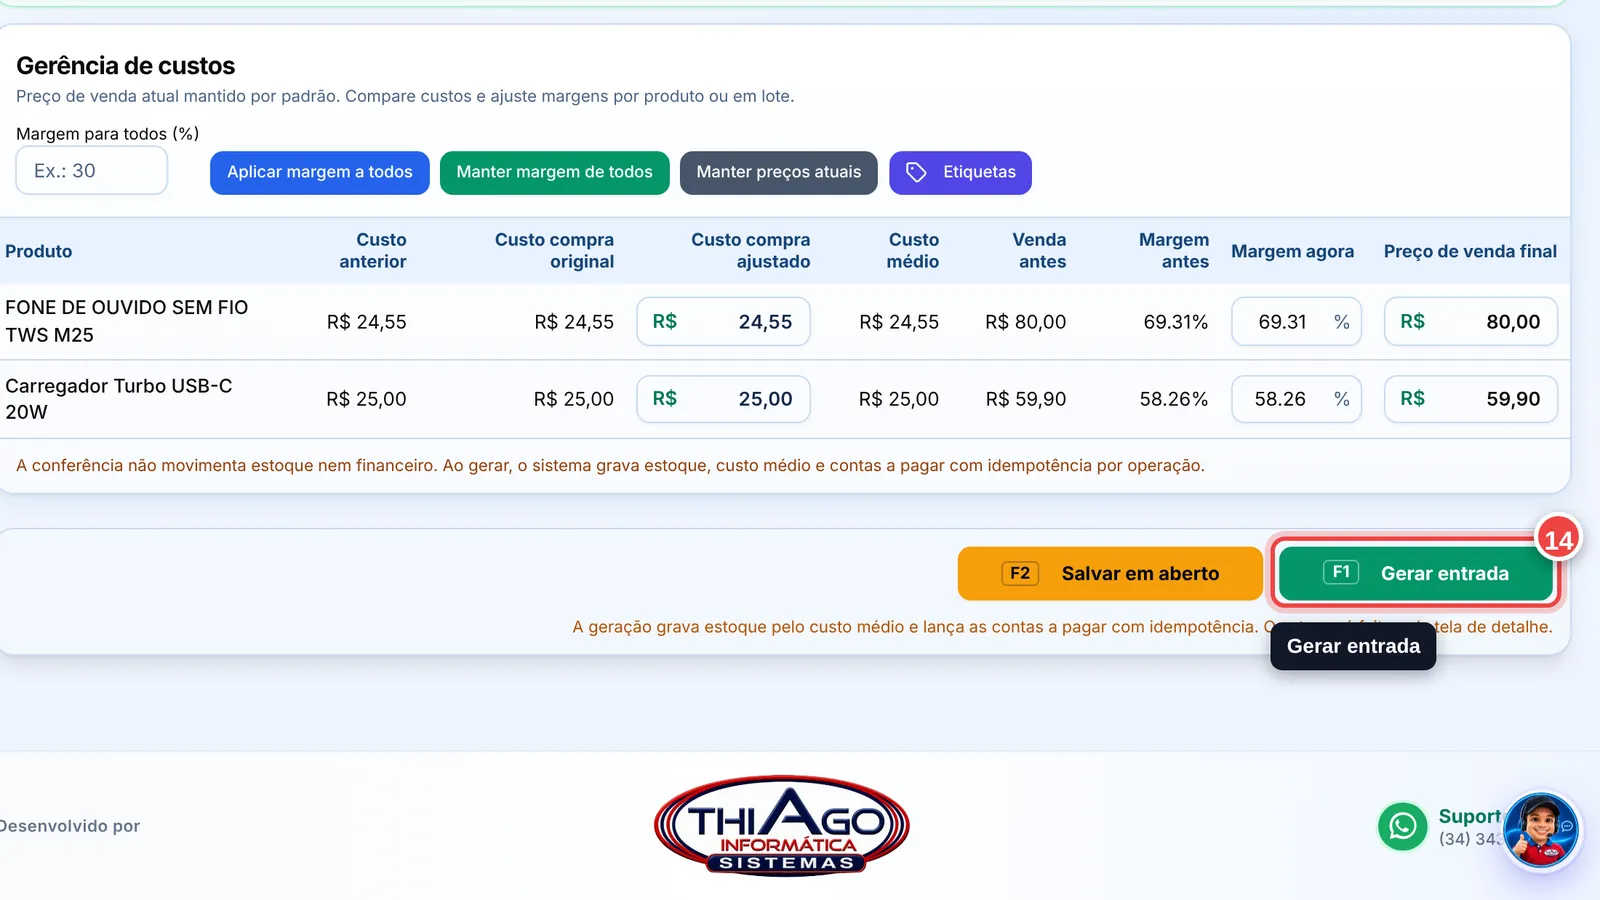 Gerência de custos
Preço de venda atual mantido por padrão. Compare custos e ajuste margens por produto ou em lote.
Margem para todos (%)
Ex.: 30
Aplicar margem a todos
Manter margem de todos
Manter preços atuais
Etiquetas
Produto
Custo anterior
Custo compra original
Custo compra ajustado
Custo médio
Venda antes
Margem antes
Margem agora
Preço de venda final
FONE DE OUVIDO SEM FIO TWS M25
R$ 24,55
R$ 24,55
R$ 24,55
R$ 24,55
R$ 80,00
69.31%
69.31 %
R$ 80,00
Carregador Turbo USB-C 20W
R$ 25,00
R$ 25,00
R$ 25,00
R$ 25,00
R$ 59,90
58.26%
58.26 %
R$ 59,90
A conferência não movimenta estoque nem financeiro. Ao gerar, o sistema grava estoque, custo médio e contas a pagar com idempotência por operação.
14
F2 Salvar em aberto
F1 Gerar entrada
A geração grava estoque pelo custo médio e lança as contas a pagar com idempotência. tela de detalhe.
Gerar entrada
Desenvolvido por
THIAGO
INFORMÁTICA
SISTEMAS
Suport
(34) 343